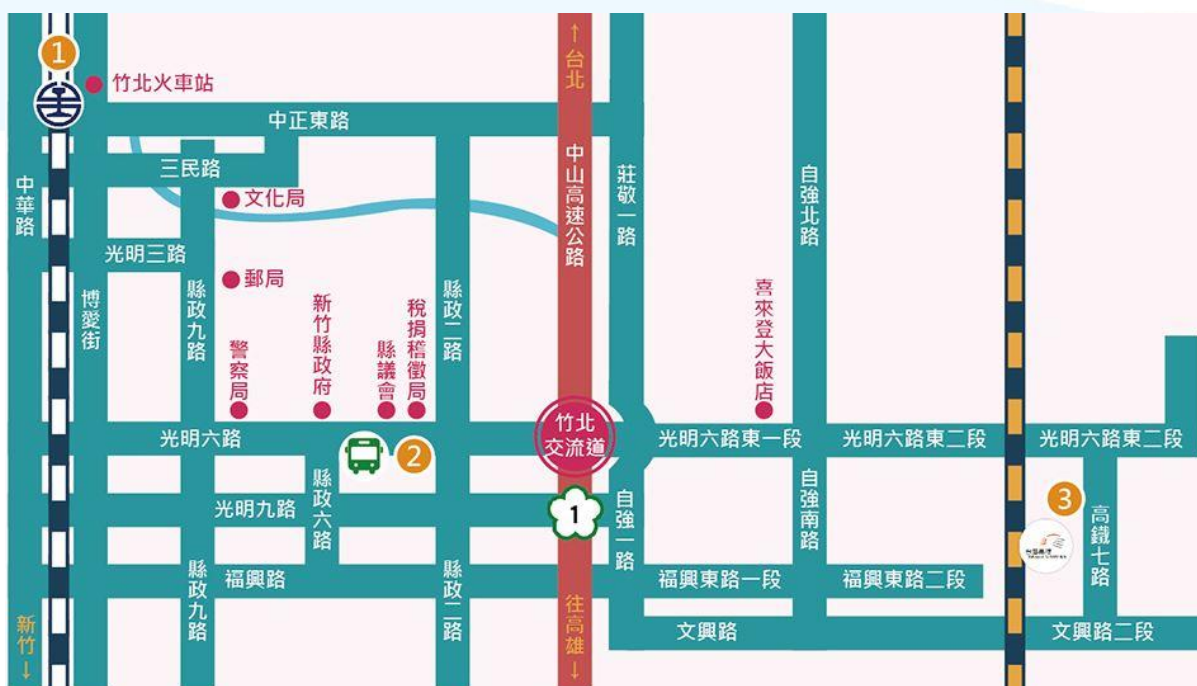 1
竹北火車站
↑台北
中正東路
三民路
文化局
中華路
中山高速公路
莊敬一路
自強北路
光明三路
郵局
博愛街
縣政九路
警察局
新竹縣政府
縣議會
稅捐稽徵局
縣政二路
喜來登大飯店
光明六路
2
竹北
交流道
光明六路東一段
光明六路東二段
光明六路東二段
1
光明九路
縣政六路
自強一路
自強南路
3
高鐵七路
福興路
縣政九路
縣政二路
福興東路一段
福興東路二段
新竹↓
往高雄↓
文興路
文興路二段